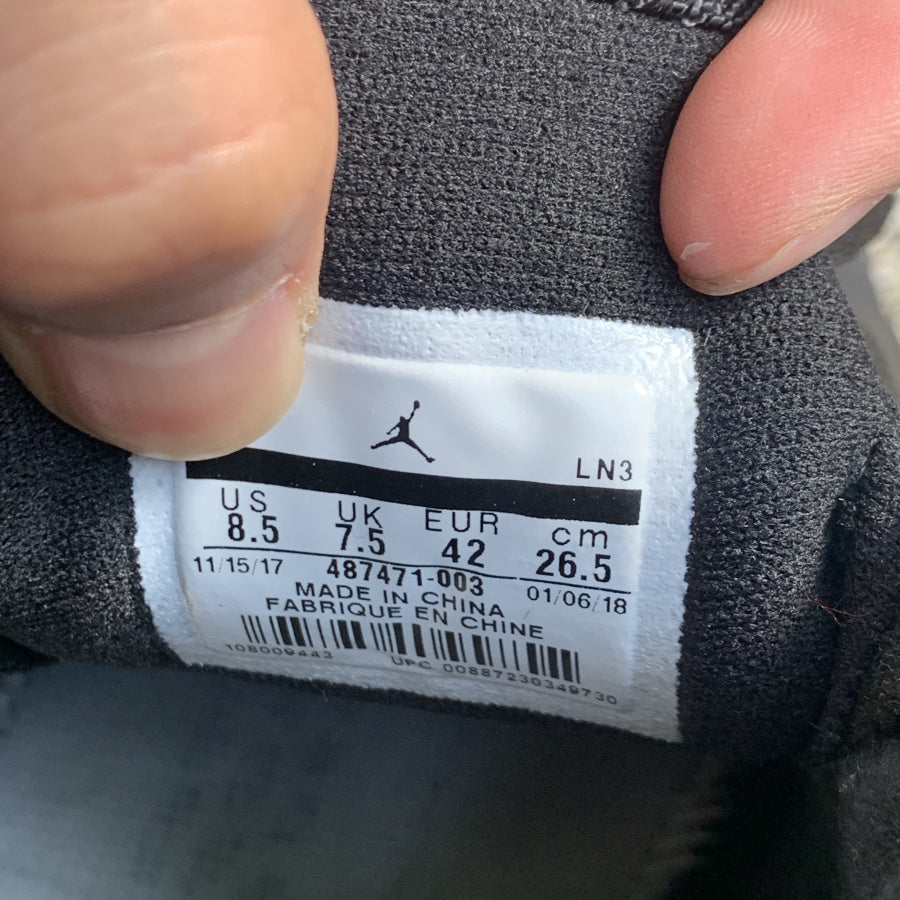 LN3
US UK EUR cm
8.5 7.5 42 26.5
11/15/17 487471-003 01/06/18
MADE IN CHINA
FABRIQUE EN CHINE
108009443 UPC 00887230349730